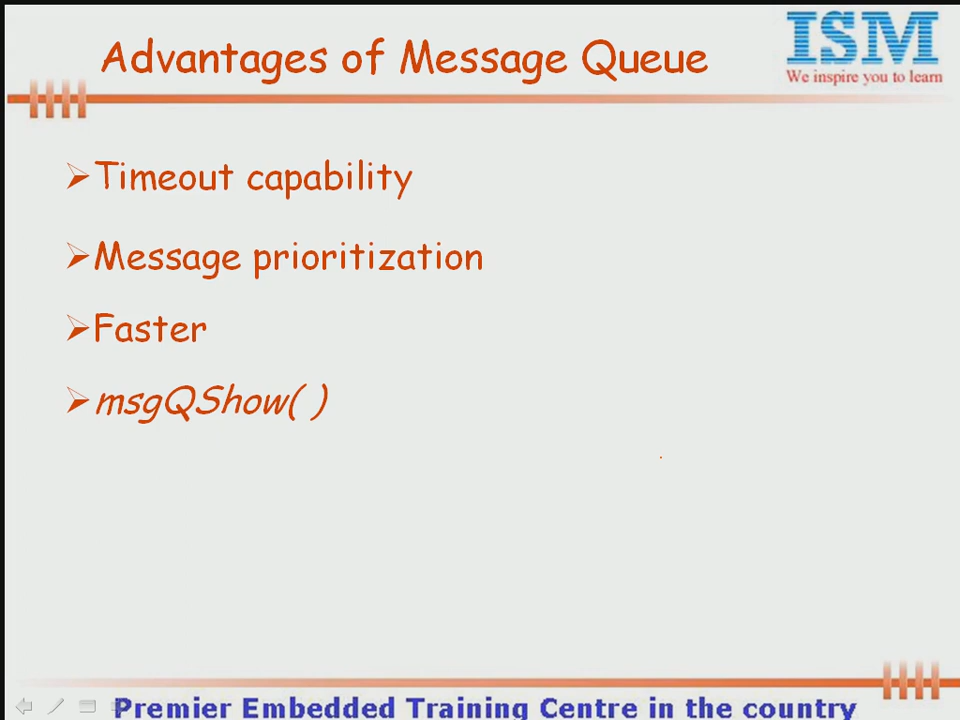 Advantages of Message Queue
ISM
We inspire you to learn
Timeout capability
Message prioritization
Faster
msgQShow( )
Premier Embedded Training Centre in the country